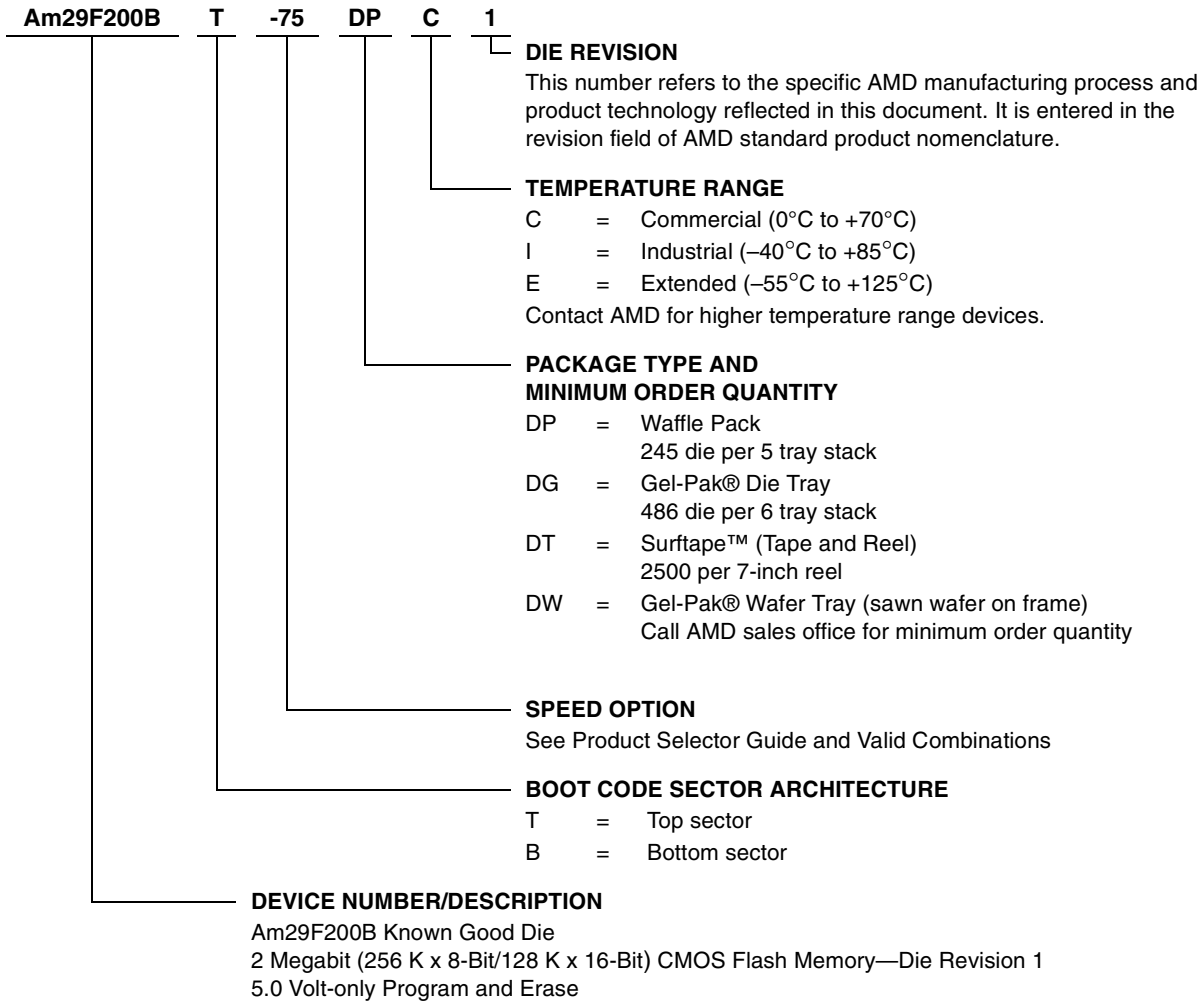 Am29F200B T -75 DP C 1
DIE REVISION
This number refers to the specific AMD manufacturing process and
product technology reflected in this document. It is entered in the
revision field of AMD standard product nomenclature.
TEMPERATURE RANGE
C = Commercial (0°C to +70°C)
I = Industrial (–40°C to +85°C)
E = Extended (–55°C to +125°C)
Contact AMD for higher temperature range devices.
PACKAGE TYPE AND
MINIMUM ORDER QUANTITY
DP = Waffle Pack
245 die per 5 tray stack
DG = Gel-Pak® Die Tray
486 die per 6 tray stack
DT = Surftape™ (Tape and Reel)
2500 per 7-inch reel
DW = Gel-Pak® Wafer Tray (sawn wafer on frame)
Call AMD sales office for minimum order quantity
SPEED OPTION
See Product Selector Guide and Valid Combinations
BOOT CODE SECTOR ARCHITECTURE
T = Top sector
B = Bottom sector
DEVICE NUMBER/DESCRIPTION
Am29F200B Known Good Die
2 Megabit (256 K x 8-Bit/128 K x 16-Bit) CMOS Flash Memory—Die Revision 1
5.0 Volt-only Program and Erase